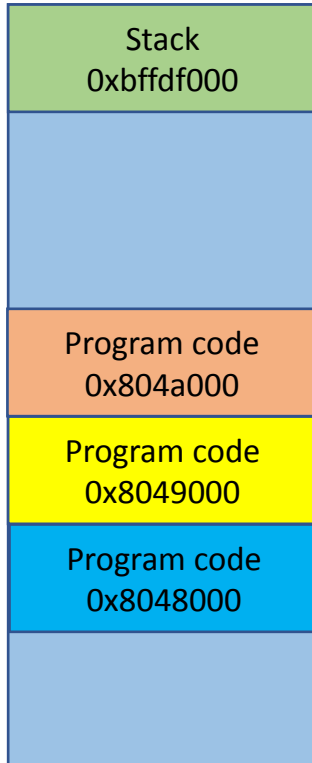 Stack
0xbffdf000
Program code
0x804a000
Program code
0x8049000
Program code
0x8048000